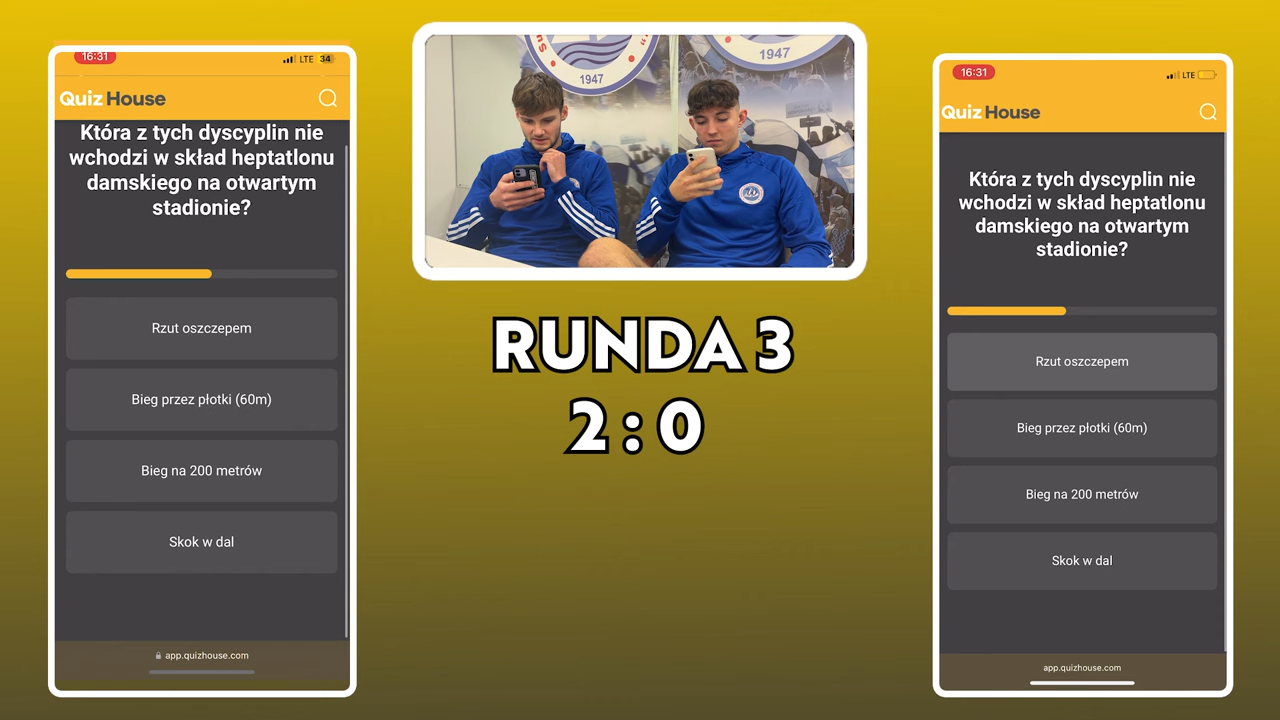 16:31
LTE 34
Quiz House
Która z tych dyscyplin nie
wchodzi w skład heptatlonu
damskiego na otwartym
stadionie?
Rzut oszczepem
Bieg przez płotki (60m)
Bieg na 200 metrów
Skok w dal
app.quizhouse.com
1947
1947
RUNDA 3
2 : 0
16:31
LTE
Quiz House
Która z tych dyscyplin nie
wchodzi w skład heptatlonu
damskiego na otwartym
stadionie?
Rzut oszczepem
Bieg przez płotki (60m)
Bieg na 200 metrów
Skok w dal
app.quizhouse.com